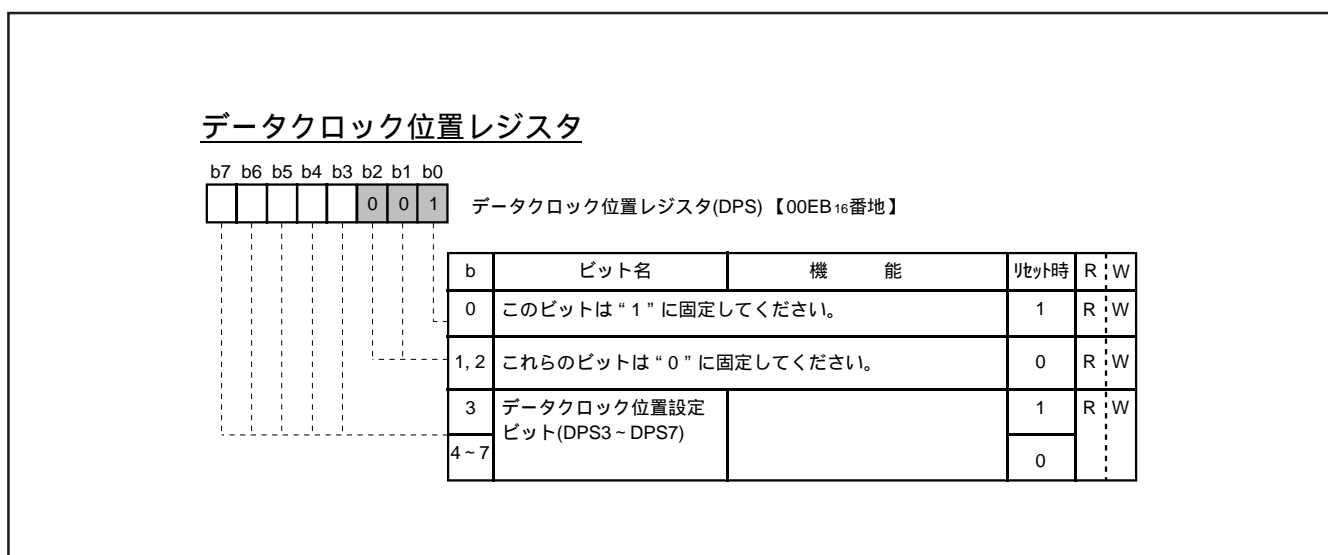 データクロック位置レジスタ
b7 b6 b5 b4 b3 b2 b1 b0
0 0 1 データクロック位置レジスタ(DPS)【00EB16番地】
b ビット名 機 能 リセット時 R W
0 このビットは“1”に固定してください。 1 R W
1, 2 これらのビットは“0”に固定してください。 0 R W
3 データクロック位置設定 1 R W
ビット(DPS3~DPS7)
4~7 0